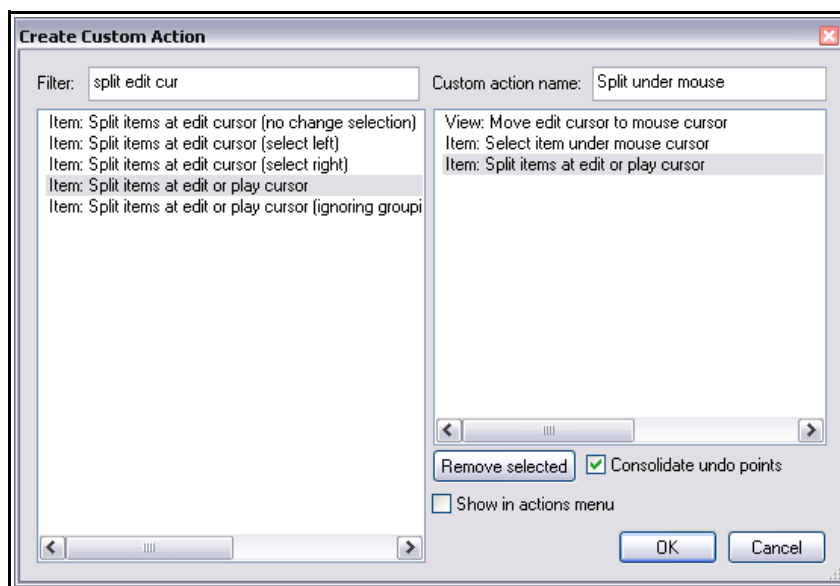 Create Custom Action
Filter: split edit cur
Custom action name: Split under mouse
Item: Split items at edit cursor (no change selection)
Item: Split items at edit cursor (select left)
Item: Split items at edit cursor (select right)
Item: Split items at edit or play cursor
Item: Split items at edit or play cursor (ignoring groupi
View: Move edit cursor to mouse cursor
Item: Select item under mouse cursor
Item: Split items at edit or play cursor
Remove selected
Consolidate undo points
Show in actions menu
OK
Cancel